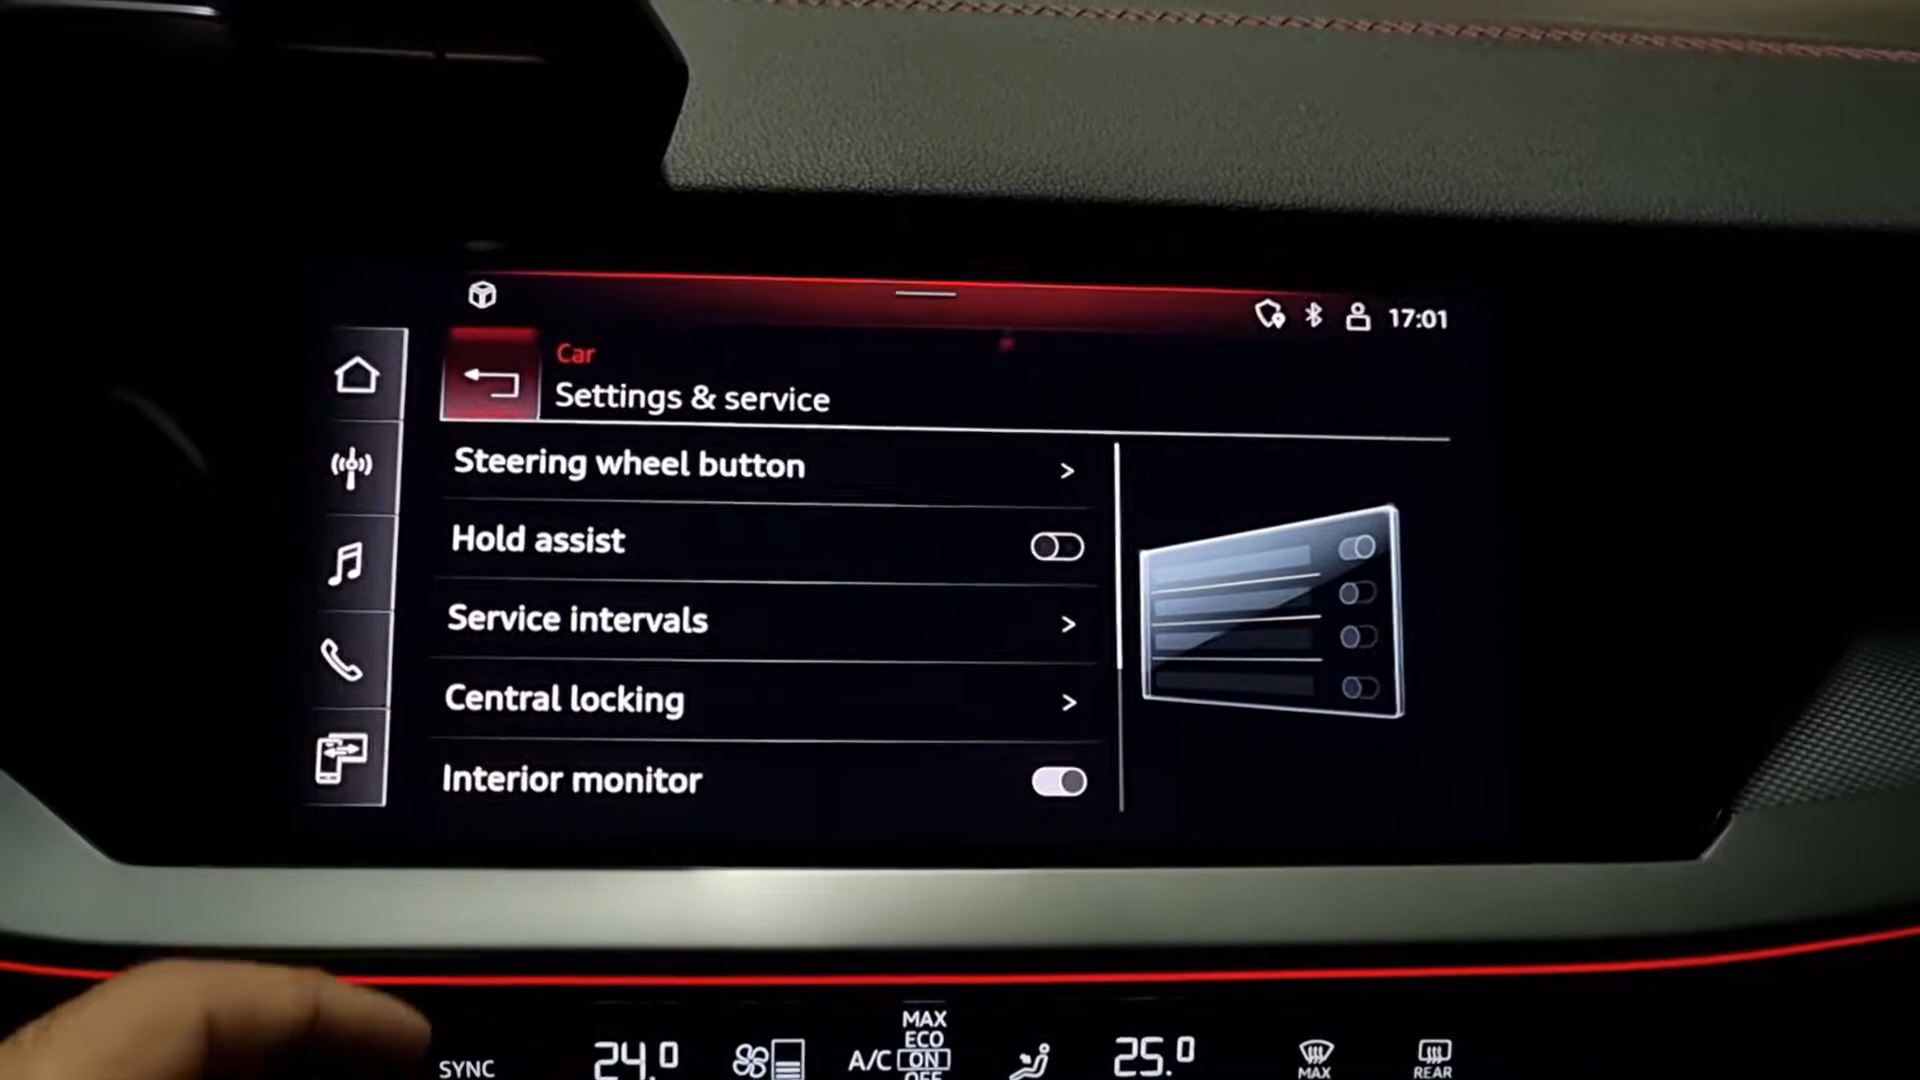 17:01
Car
Settings & service
Steering wheel button >
Hold assist
Service intervals >
Central locking >
Interior monitor
MAX
ECO
SYNC 24.0 A/C ON 25.0 MAX REAR
OFF